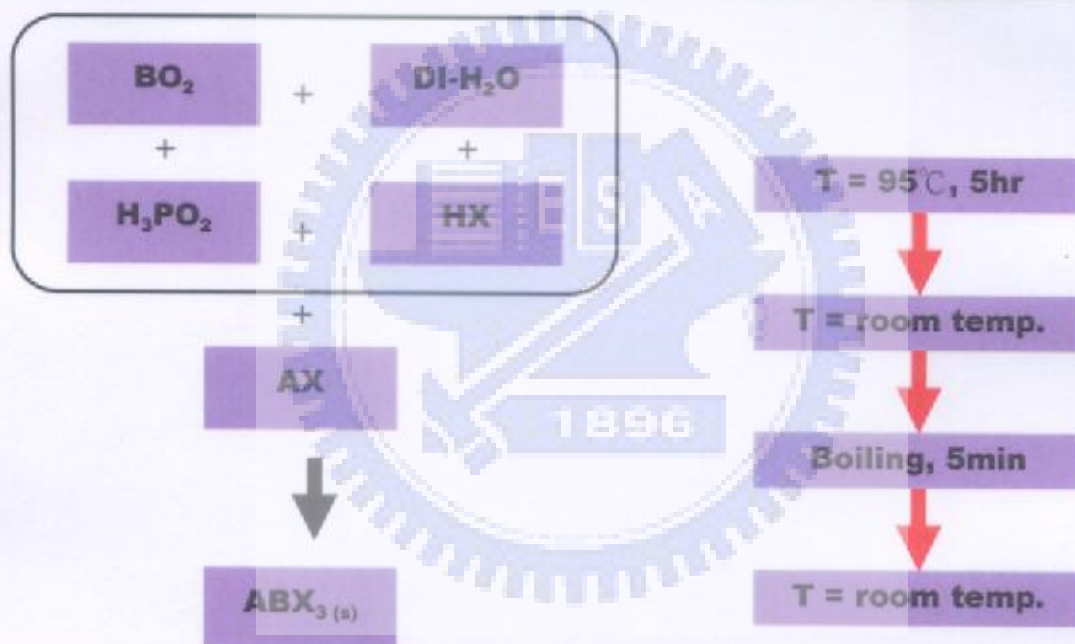 BO₂ + DI-H₂O
+ +
H₃PO₂ + HX
+
AX
ABX₃ (s)
T = 95℃, 5hr
T = room temp.
Boiling, 5min
T = room temp.
1896